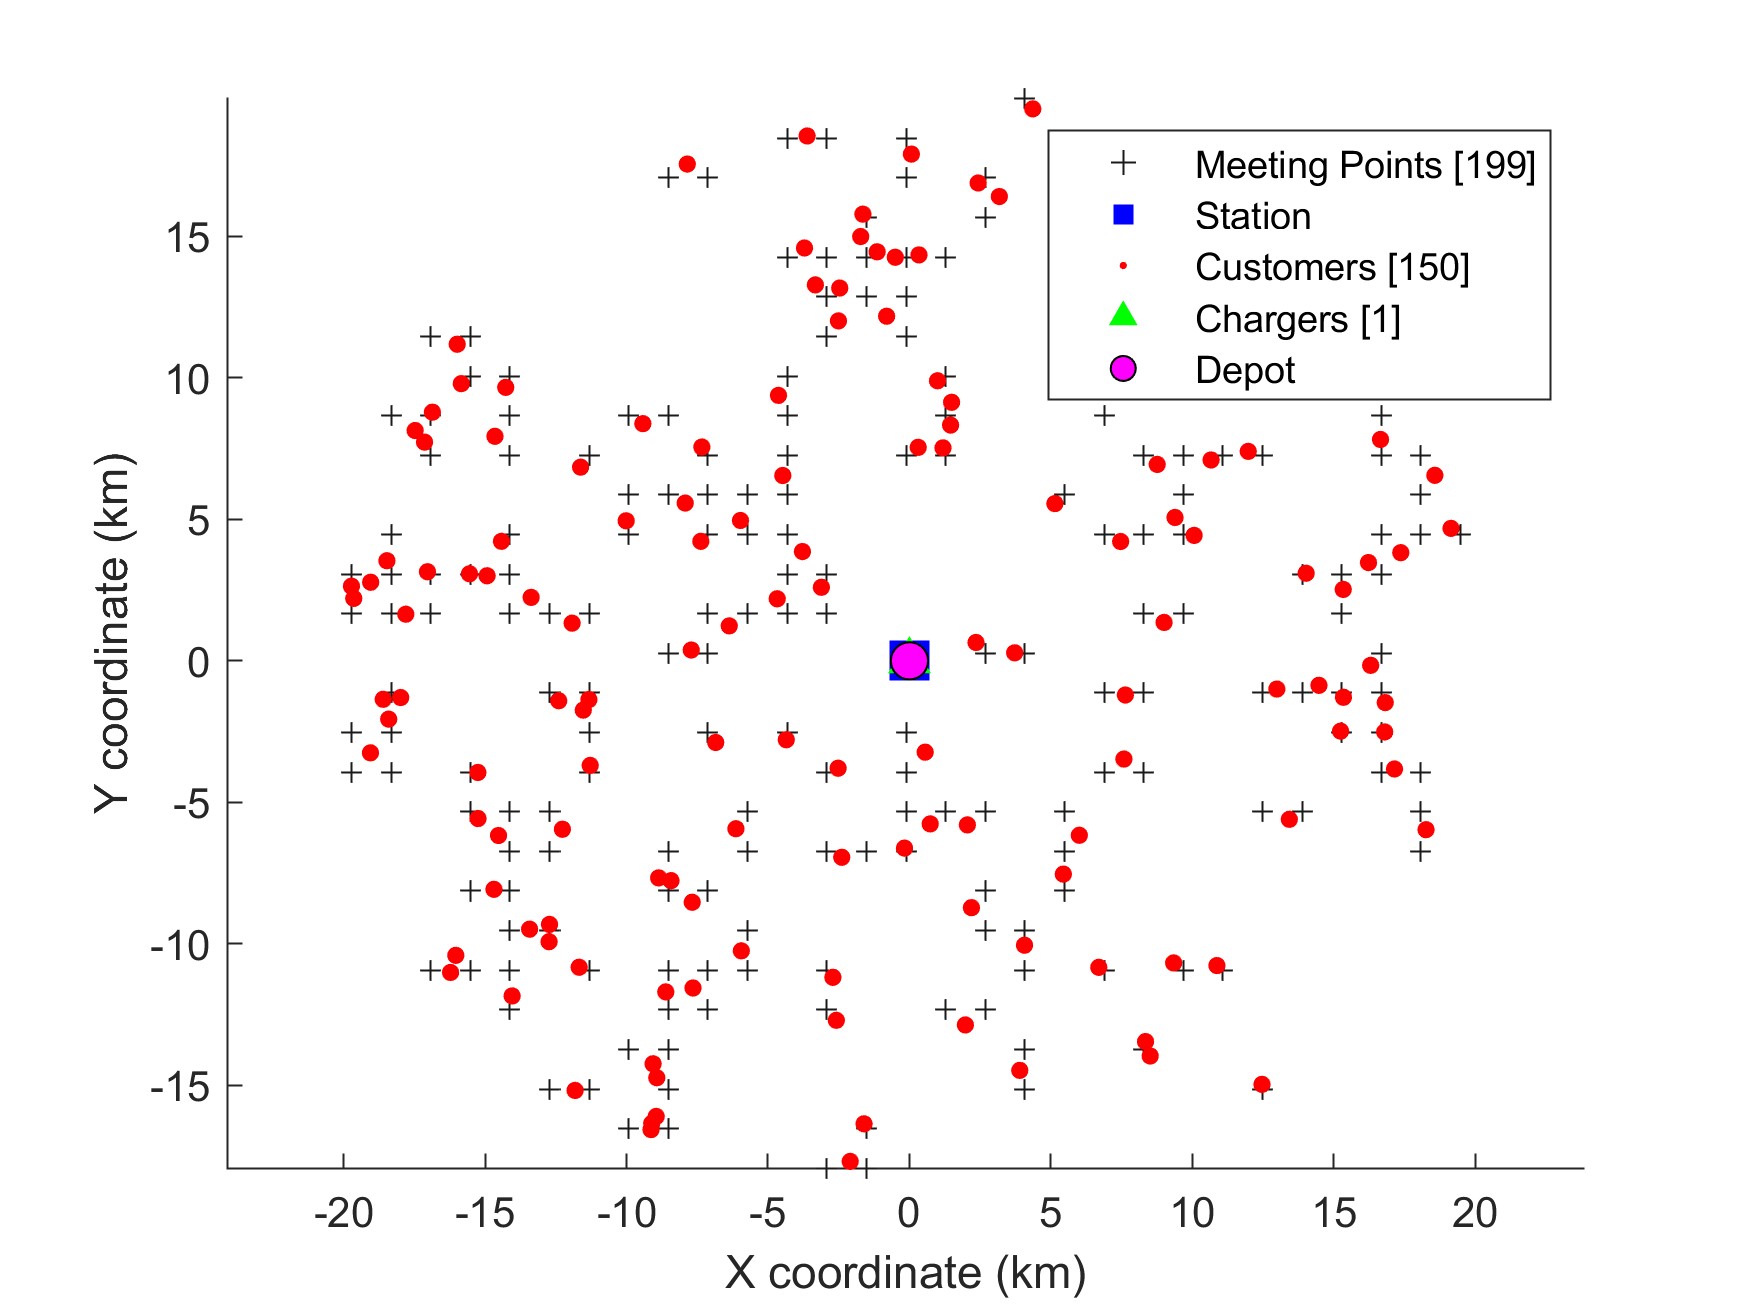 Meeting Points [199]
Station
Customers [150]
Chargers [1]
Depot
15
10
5
0
-5
-10
-15
Y coordinate (km)
-20 -15 -10 -5 0 5 10 15 20
X coordinate (km)